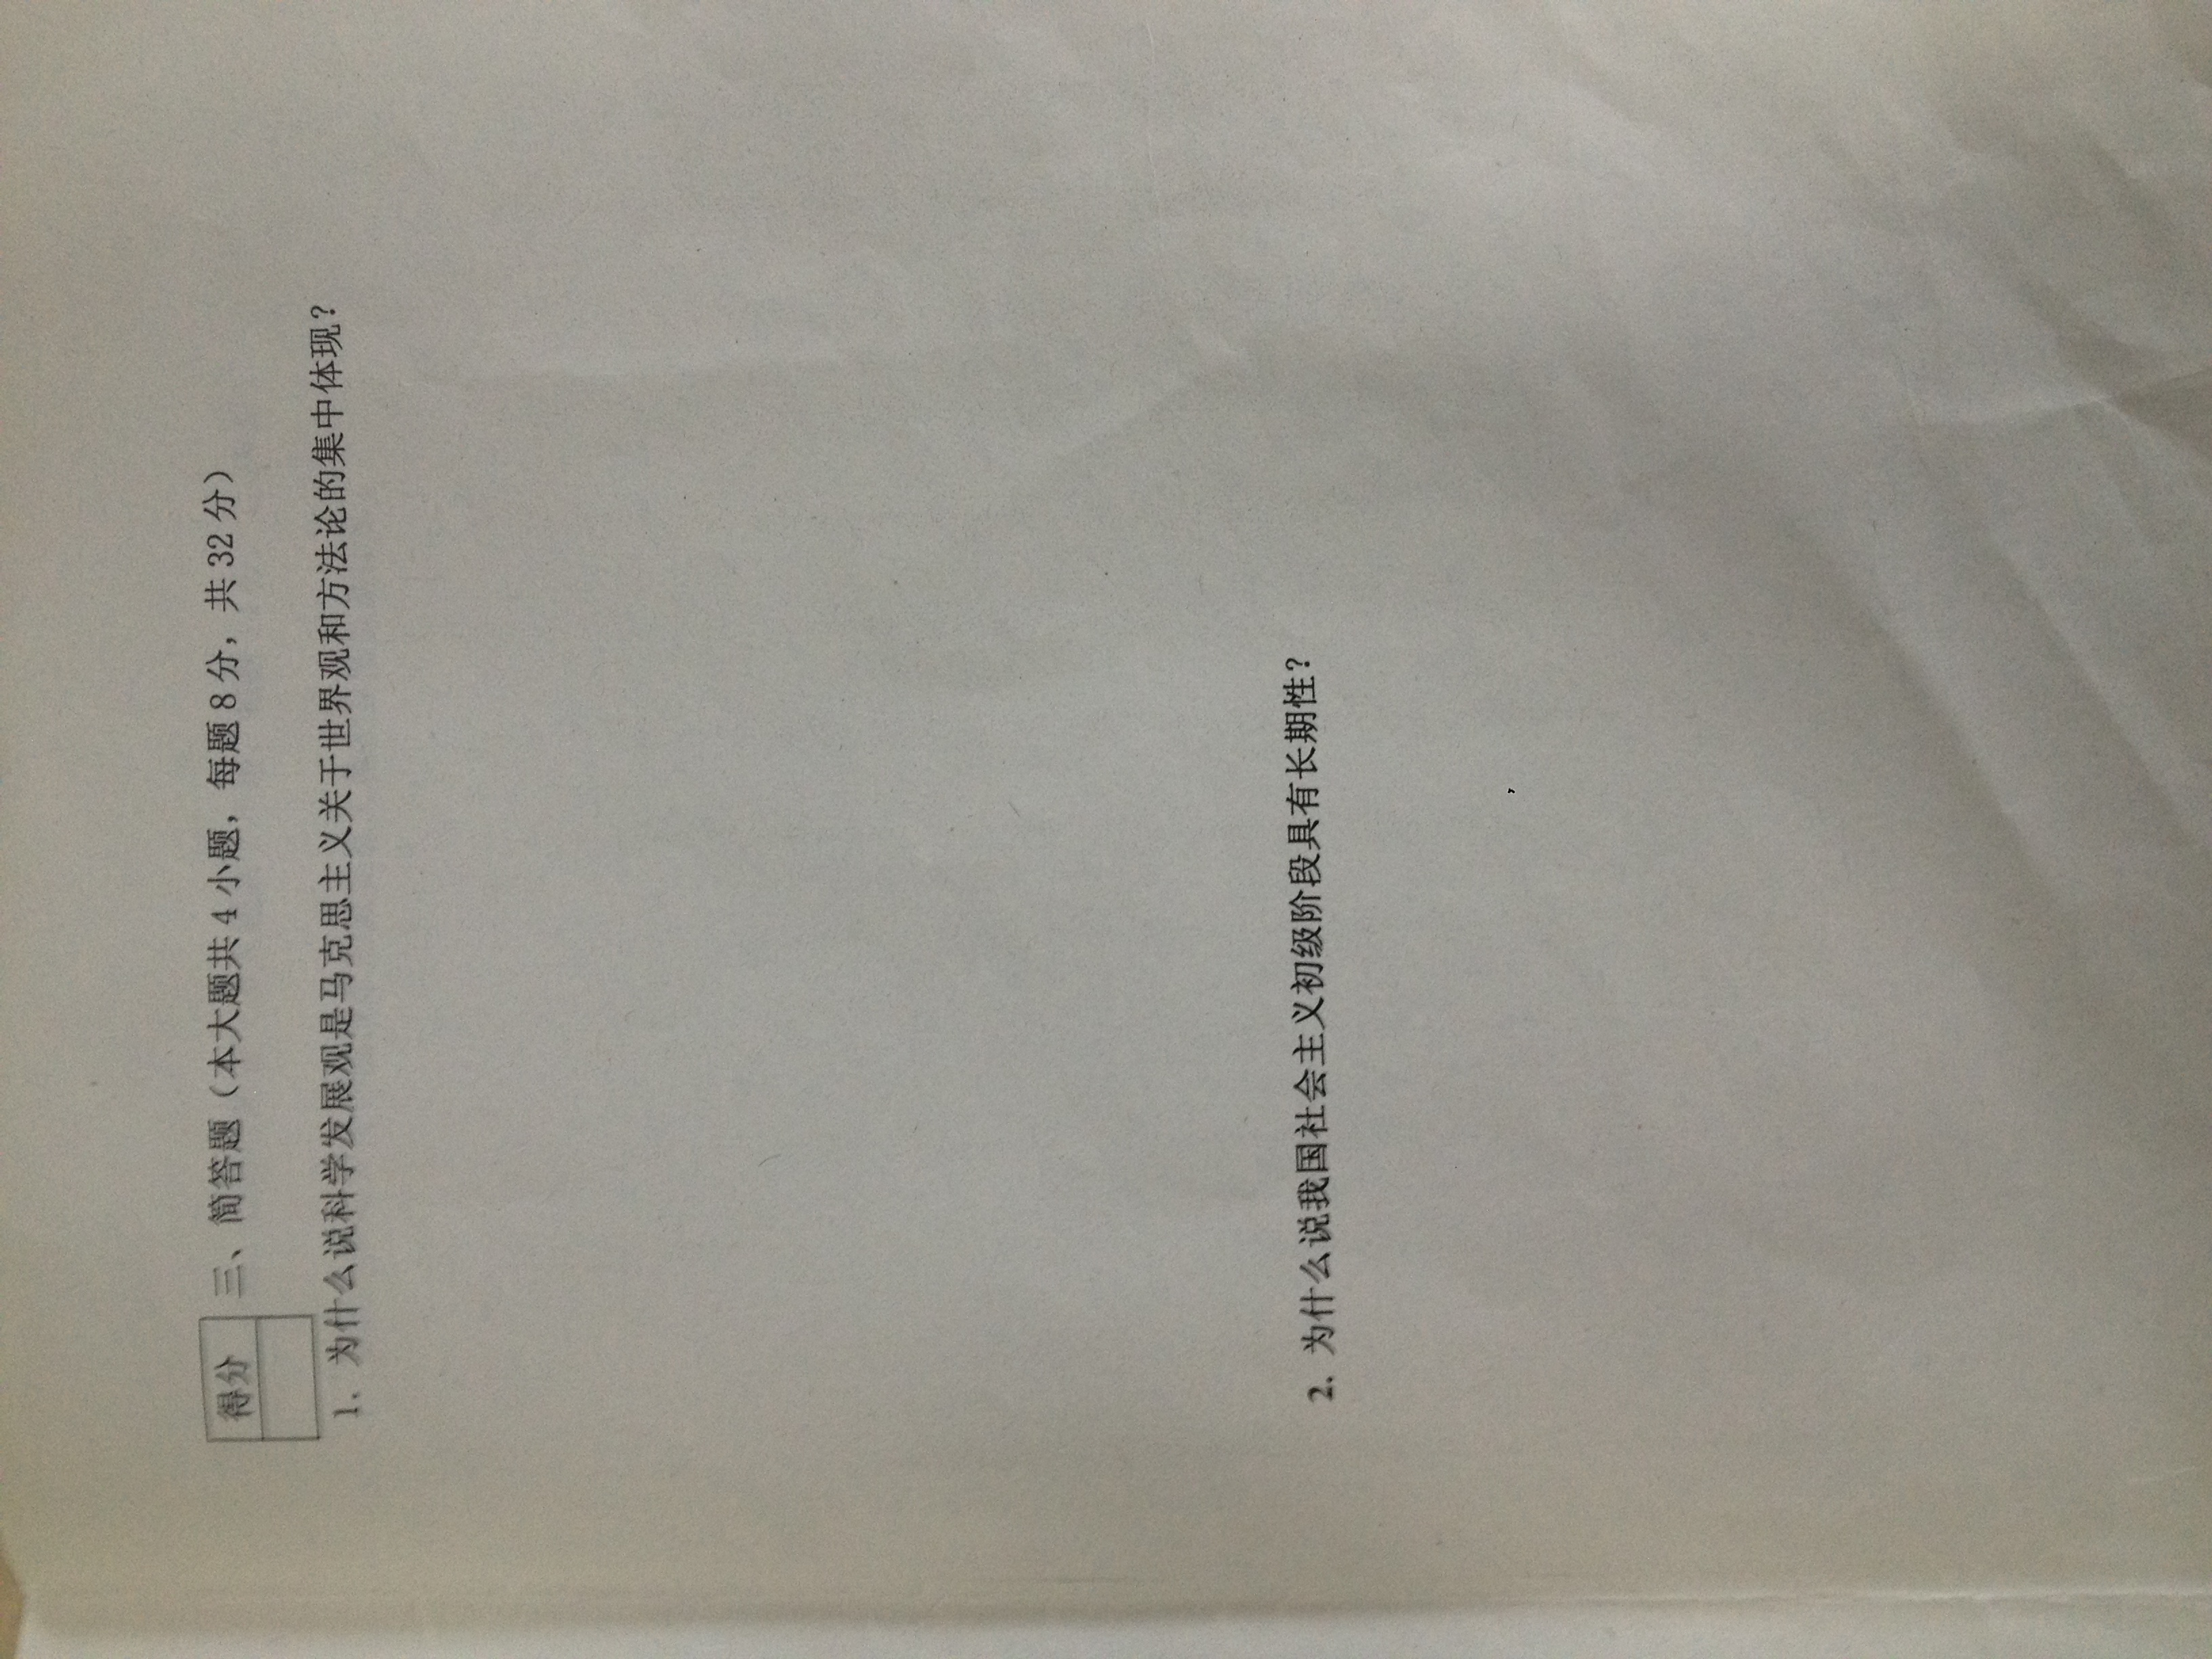 得分
三、简答题（本大题共 4 小题，每题 8 分，共 32 分）
1. 为什么说科学发展观是马克思主义关于世界观和方法论的集中体现？
2. 为什么说我国社会主义初级阶段具有长期性？